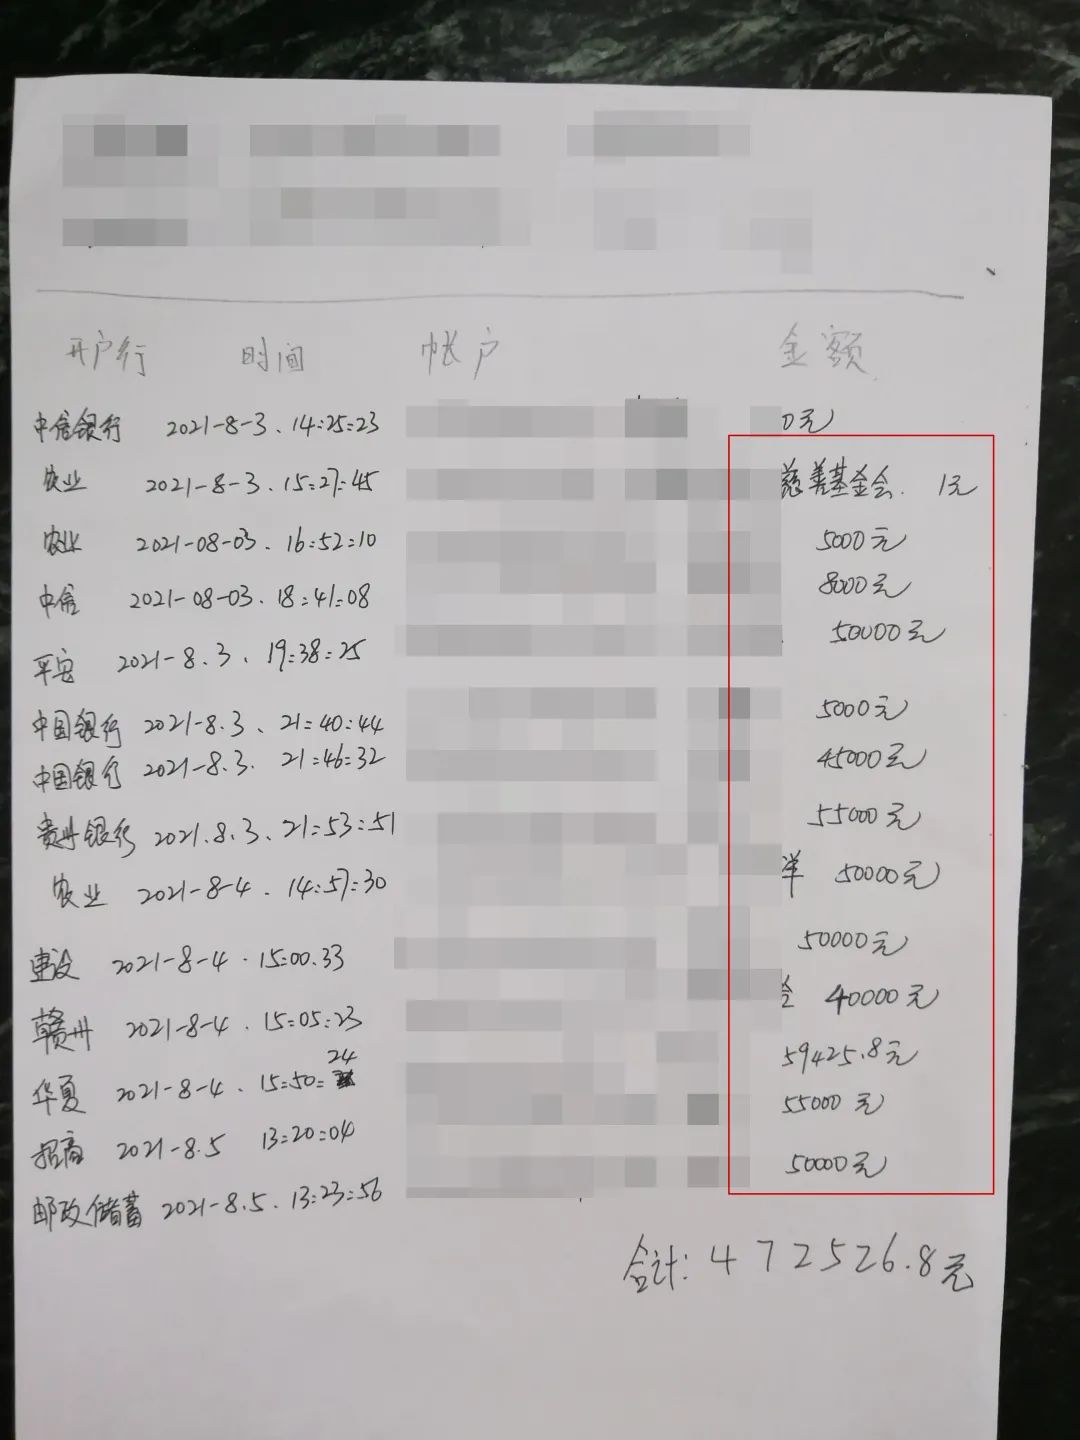 开户行 时间 帐户 金额
中信银行 2021-8-3、14:25:23 0元
农业 2021-8-3、15:27:45 慈善基金会. 1元
农业 2021-08-03、16:52:10 5000元
中信 2021-08-03、18:41:08 8000元
平安 2021-8.3、19:38:25 50000元
中国银行 2021-8.3、21:40:44 5000元
中国银行 2021-8.3. 21:46:32 45000元
贵州银行 2021.8.3、21:53:51 55000元
农业 2021-8-4. 14:57:30 洋 50000元
建设 2021-8-4·15:00.33 50000元
赣州 2021-8-4、15:05:23 40000元
华夏 2021-8-4、15:50:24 59425.8元
招商 2021-8.5 13:20:04 55000元
邮政储蓄 2021-8.5、13:23:56 50000元
合计: 472526.8元